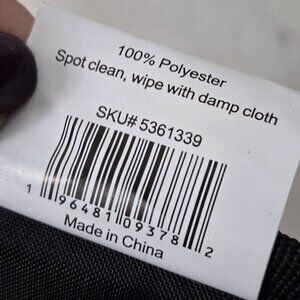 100% Polyester
Spot clean, wipe with damp cloth
SKU# 5361339
1 96481 09378 2
Made in China